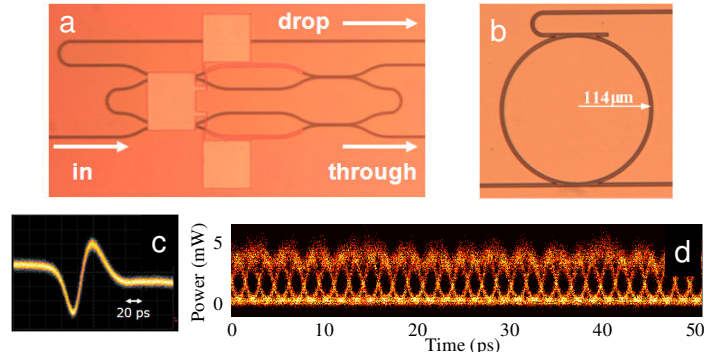 a
drop
in
through
b
114μm
c
20 ps
d
Power (mW)
5
0
0 10 20 30 40 50
Time (ps)